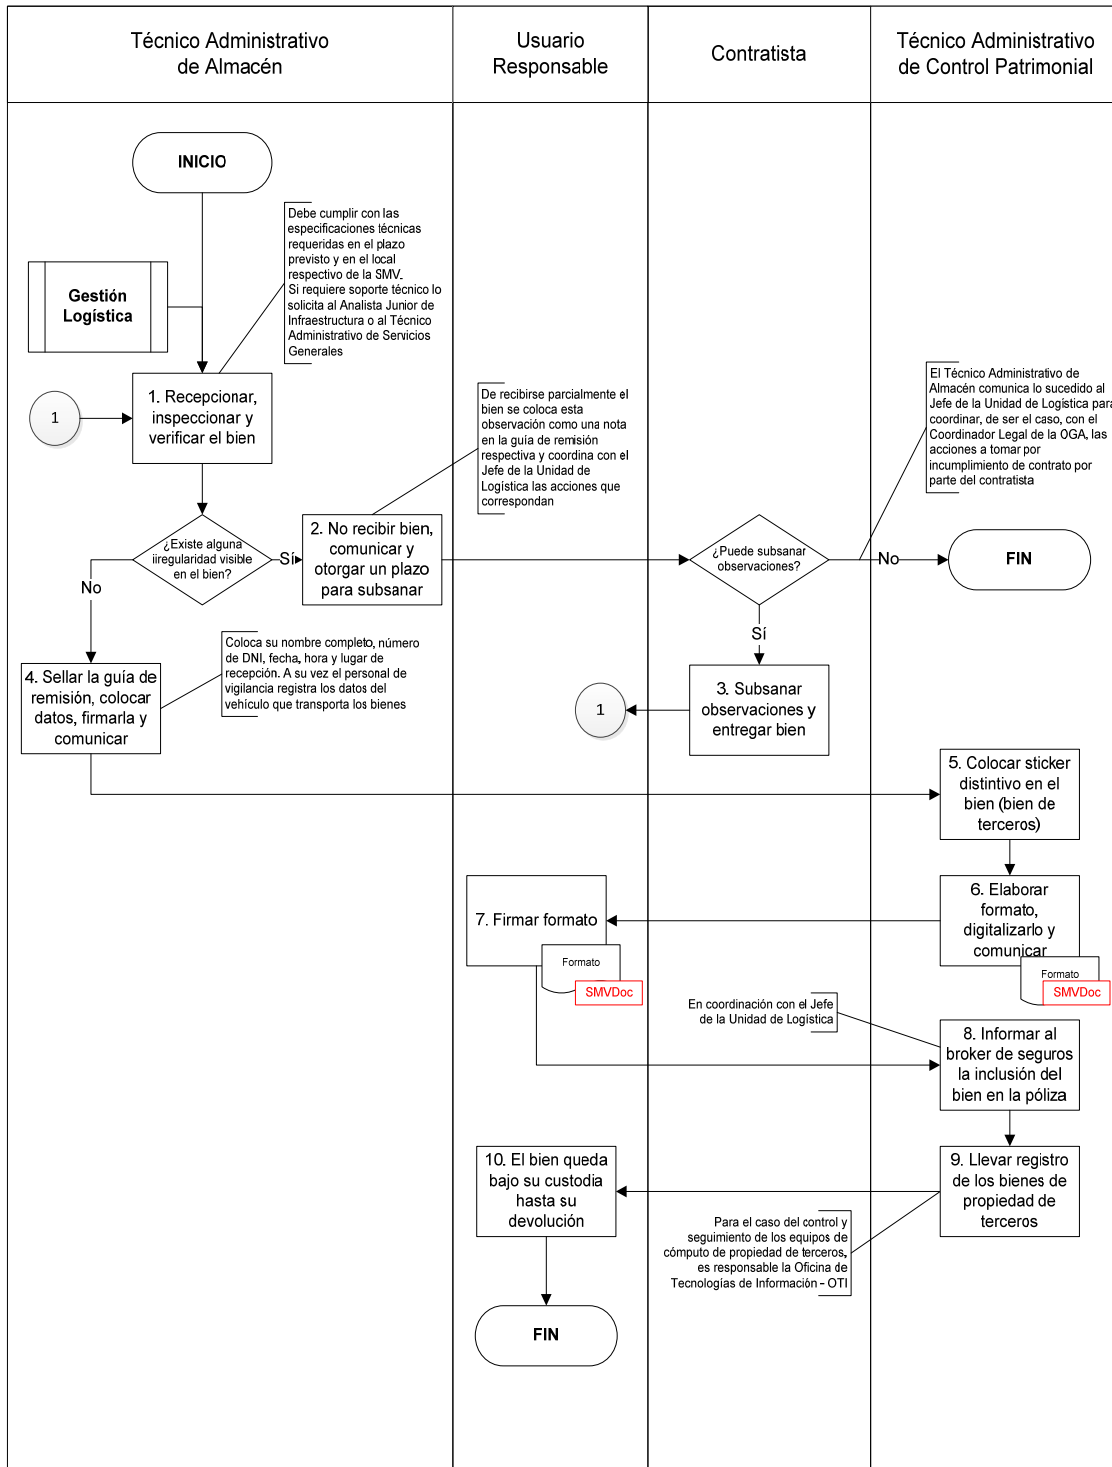 Técnico Administrativo
de Almacén
Usuario
Responsable
Contratista
Técnico Administrativo
de Control Patrimonial
INICIO
Debe cumplir con las
especificaciones técnicas
requeridas en el plazo
previsto y en el local
respectivo de la SMV.
Si requiere soporte técnico lo
solicita al Analista Junior de
Infraestructura o al Técnico
Administrativo de Servicios
Generales
Gestión
Logística
1
1. Recepcionar,
inspeccionar y
verificar el bien
De recibirse parcialmente el
bien se coloca esta
observación como una nota
en la guía de remisión
respectiva y coordina con el
Jefe de la Unidad de
Logística las acciones que
correspondan
El Técnico Administrativo de
Almacén comunica lo sucedido al
Jefe de la Unidad de Logística para
coordinar, de ser el caso, con el
Coordinador Legal de la OGA, las
acciones a tomar por
incumplimiento de contrato por
parte del contratista
¿Existe alguna
iirregularidad visible
en el bien?
Sí
2. No recibir bien,
comunicar y
otorgar un plazo
para subsanar
¿Puede subsanar
observaciones?
No
FIN
No
Sí
Coloca su nombre completo, número
de DNI, fecha, hora y lugar de
recepción. A su vez el personal de
vigilancia registra los datos del
vehículo que transporta los bienes
4. Sellar la guía de
remisión, colocar
datos, firmarla y
comunicar
1
3. Subsanar
observaciones y
entregar bien
5. Colocar sticker
distintivo en el
bien (bien de
terceros)
6. Elaborar
formato,
digitalizarlo y
comunicar
Formato
SMVDoc
7. Firmar formato
Formato
SMVDoc
En coordinación con el Jefe
de la Unidad de Logística
8. Informar al
broker de seguros
la inclusión del
bien en la póliza
9. Llevar registro
de los bienes de
propiedad de
terceros
10. El bien queda
bajo su custodia
hasta su
devolución
Para el caso del control y
seguimiento de los equipos de
cómputo de propiedad de terceros,
es responsable la Oficina de
Tecnologías de Información - OTI
FIN